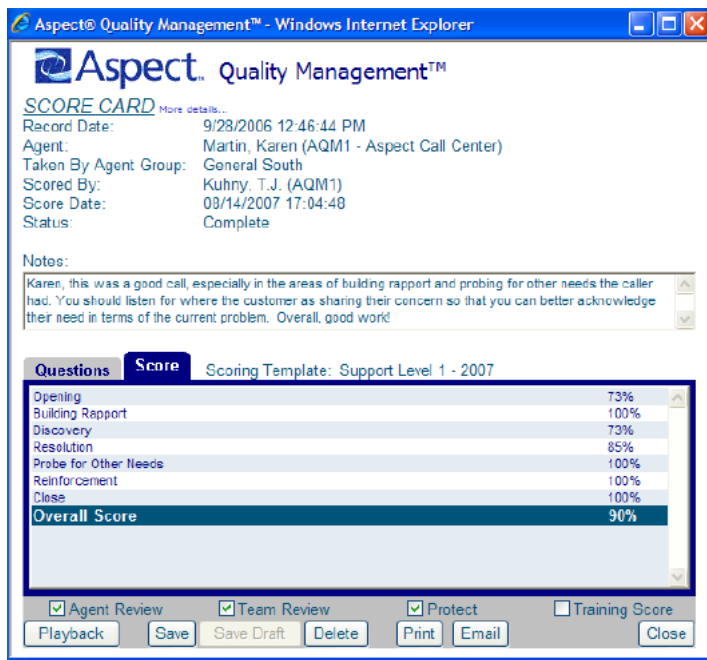 Aspect® Quality Management™ - Windows Internet Explorer
Aspect™ Quality Management™
SCORE CARD More details...
Record Date: 9/28/2006 12:46:44 PM
Agent: Martin, Karen (AQM1 - Aspect Call Center)
Taken By Agent Group: General South
Scored By: Kuhny, T.J. (AQM1)
Score Date: 08/14/2007 17:04:48
Status: Complete
Notes:
Karen, this was a good call, especially in the areas of building rapport and probing for other needs the caller
had. You should listen for where the customer as sharing their concern so that you can better acknowledge
their need in terms of the current problem. Overall, good work!
Questions Score Scoring Template: Support Level 1 - 2007
Opening 73%
Building Rapport 100%
Discovery 73%
Resolution 85%
Probe for Other Needs 100%
Reinforcement 100%
Close 100%
Overall Score 90%
Agent Review Team Review Protect Training Score
Playback Save Save Draft Delete Print Email Close